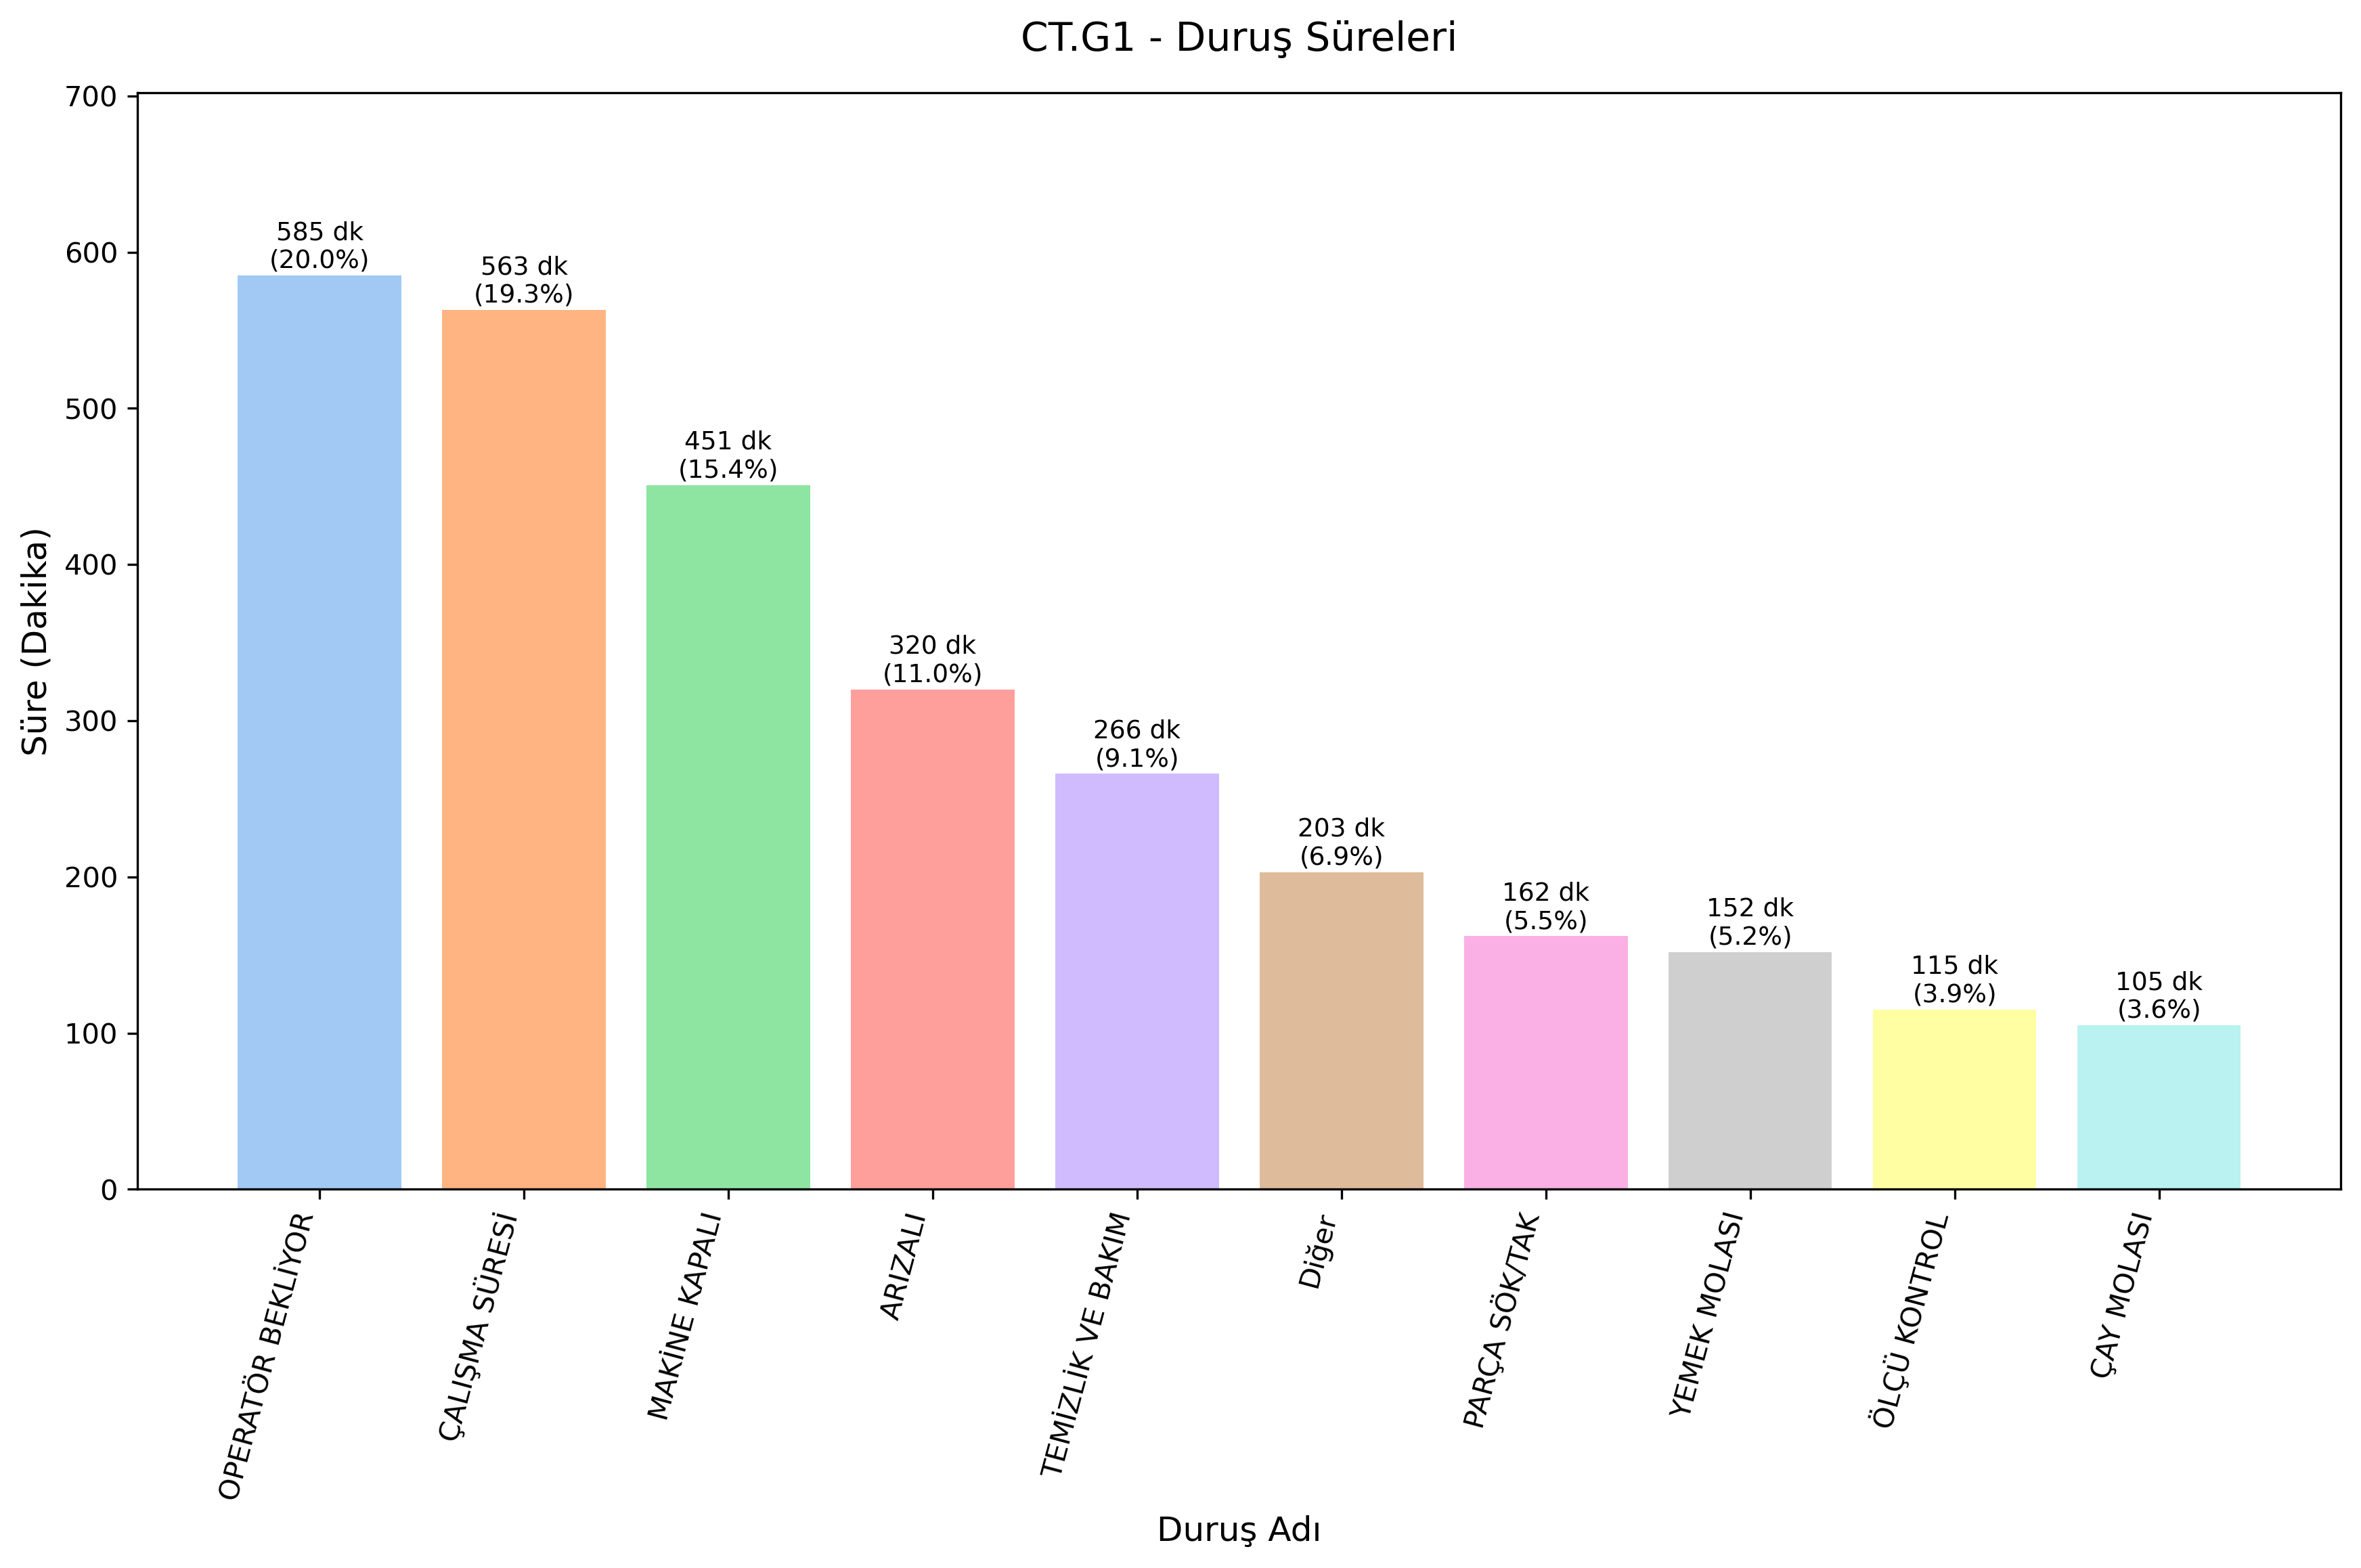 CT.G1 - Duruş Süreleri
Süre (Dakika)
700
600
500
400
300
200
100
0
585 dk
(20.0%)
563 dk
(19.3%)
451 dk
(15.4%)
320 dk
(11.0%)
266 dk
(9.1%)
203 dk
(6.9%)
162 dk
(5.5%)
152 dk
(5.2%)
115 dk
(3.9%)
105 dk
(3.6%)
OPERATÖR BEKLİYOR
ÇALIŞMA SÜRESİ
MAKİNE KAPALI
ARIZALI
TEMİZLİK VE BAKIM
Diğer
PARÇA SÖK/TAK
YEMEK MOLASI
ÖLÇÜ KONTROL
ÇAY MOLASI
Duruş Adı